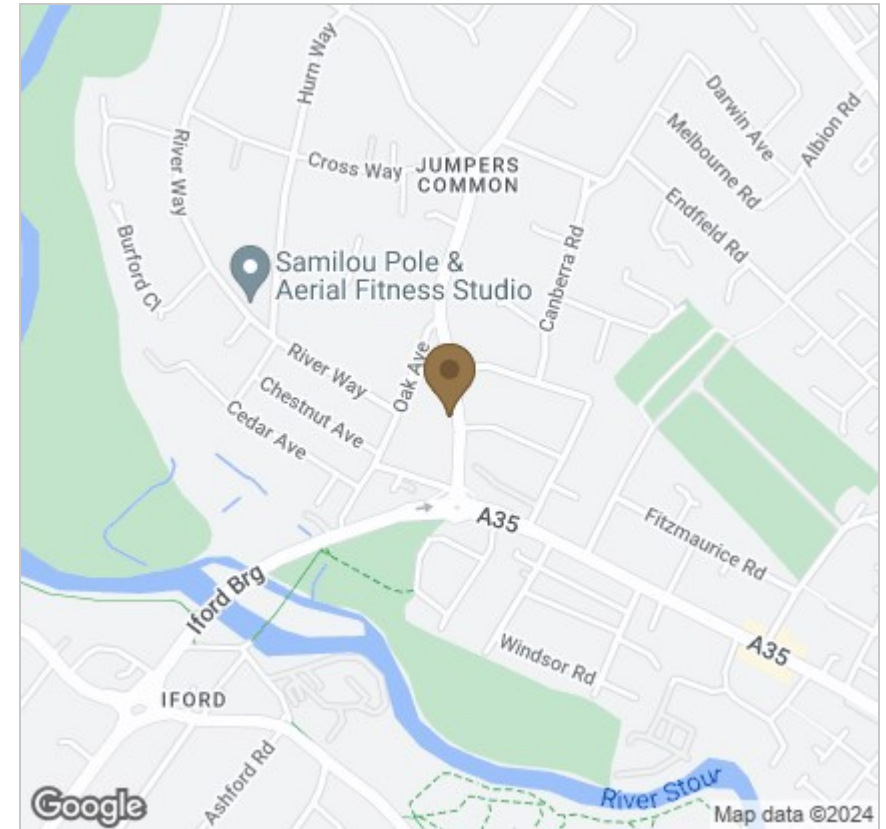 Hurn Way
Darwin Ave
Albion Rd
Melbourne Rd
River Way
Cross Way
JUMPERS
COMMON
Endfield Rd
Burford Cl
Canberra Rd
Samilou Pole &
Aerial Fitness Studio
River Way
Oak Ave
Chestnut Ave
Cedar Ave
A35
Fitzmaurice Rd
Iford Brg
Windsor Rd
A35
IFORD
Ashford Rd
River Stour
Google
Map data ©2024